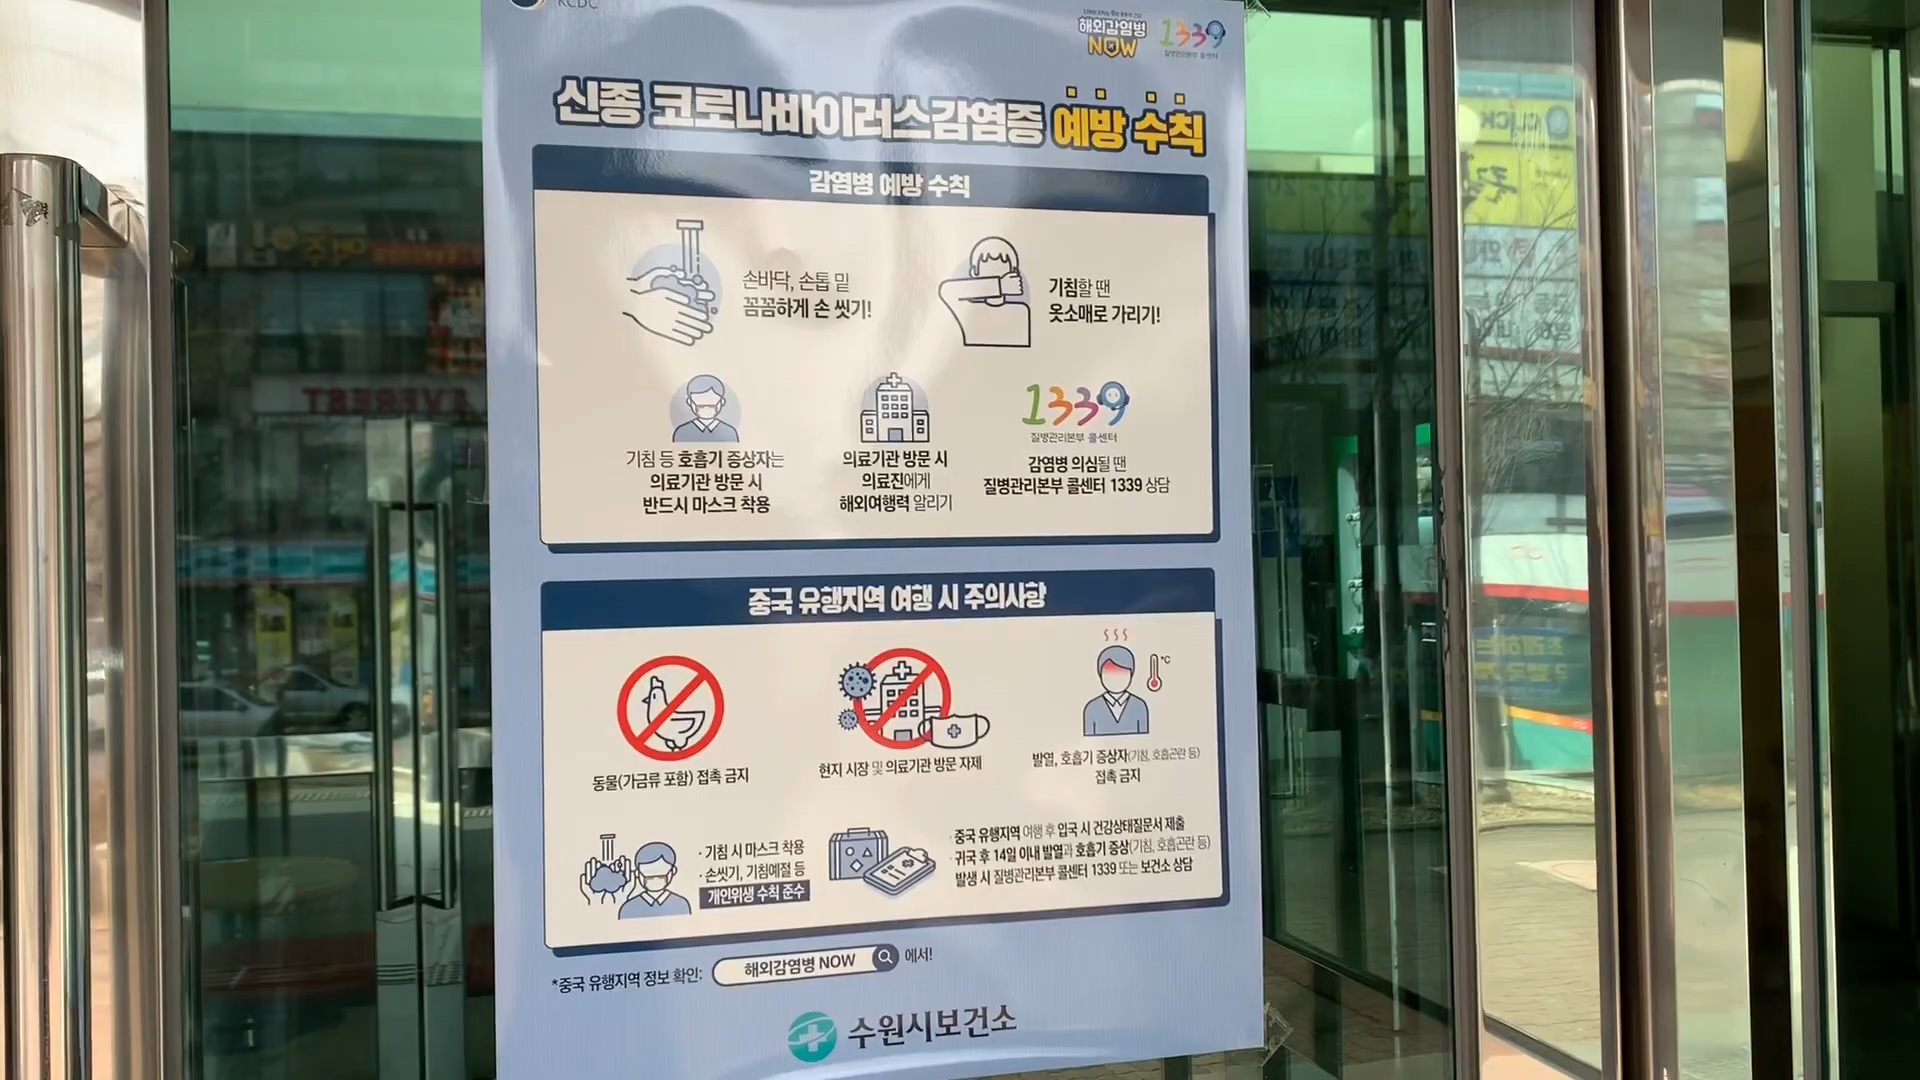 KCDC
해외감염병
NOW
1339
질병관리본부 콜센터
신종 코로나바이러스감염증 예방 수칙
감염병 예방 수칙
손바닥, 손톱 밑
꼼꼼하게 손 씻기!
기침할 땐
옷소매로 가리기!
기침 등 호흡기 증상자는
의료기관 방문 시
반드시 마스크 착용
의료기관 방문 시
의료진에게
해외여행력 알리기
1339
질병관리본부 콜센터
감염병 의심될 땐
질병관리본부 콜센터 1339 상담
중국 유행지역 여행 시 주의사항
동물(가금류 포함) 접촉 금지
현지 시장 및 의료기관 방문 자제
°C
발열, 호흡기 증상자(기침, 호흡곤란 등)
접촉 금지
· 기침 시 마스크 착용
· 손씻기, 기침예절 등
개인위생 수칙 준수
· 중국 유행지역 여행 후 입국 시 건강상태질문서 제출
· 귀국 후 14일 이내 발열과 호흡기 증상(기침, 호흡곤란 등)
발생 시 질병관리본부 콜센터 1339 또는 보건소 상담
*중국 유행지역 정보 확인: 해외감염병 NOW 에서!
수원시보건소
EVEREST
CLICK